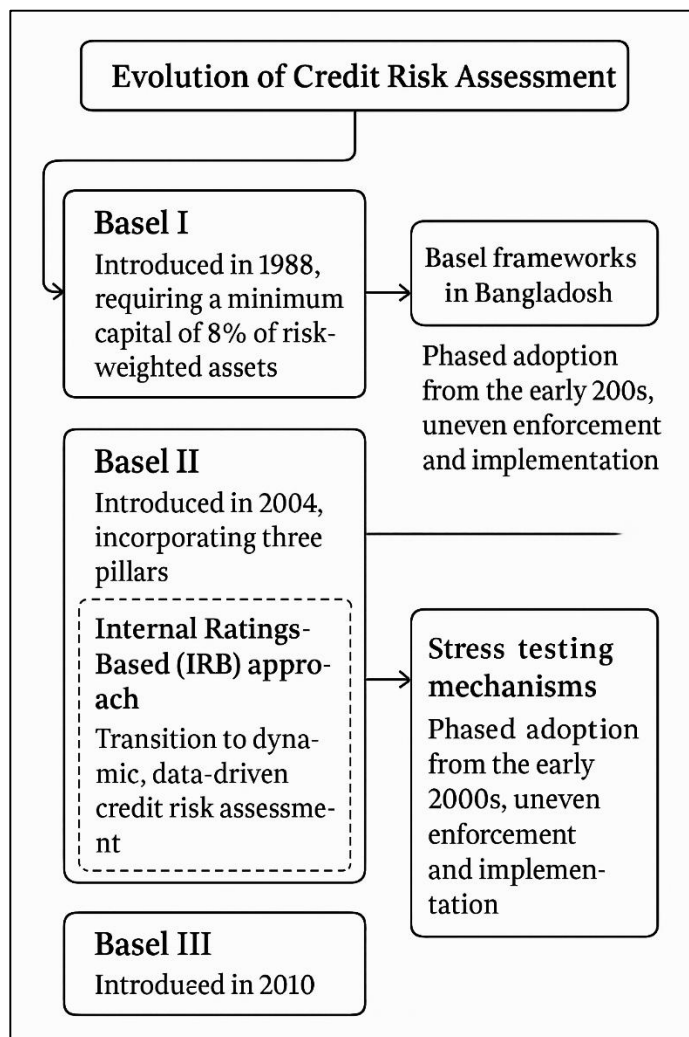 Evolution of Credit Risk Assessment
Basel I
Introduced in 1988,
requiring a minimum
capital of 8% of risk-
weighted assets
Basel frameworks
in Bangladosh
Phased adoption
from the early 200s,
uneven enforcement
and implementation
Basel II
Introduced in 2004,
incorporating three
pillars
Internal Ratings-
Based (IRB) appro-
ach
Transition to dyna-
mic, data-driven
credit risk assessme-
nt
Stress testing
mechanisms
Phased adoption
from the early
2000s, uneven
enforcement
and implemen-
tation
Basel III
Introduced in 2010